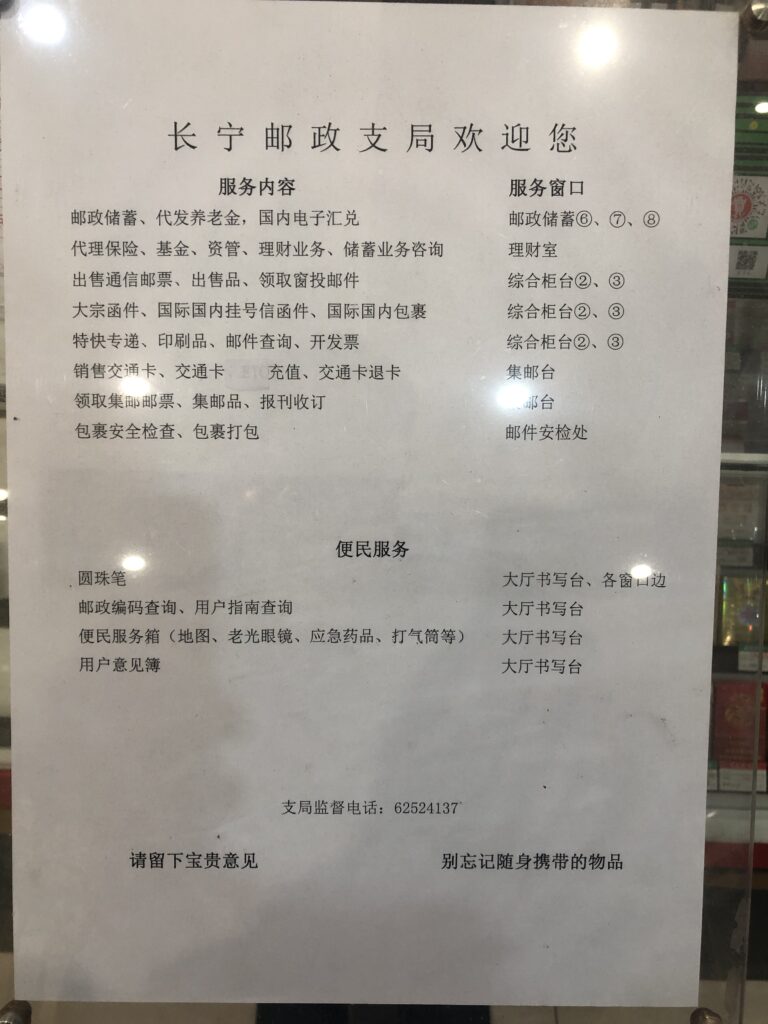 长宁邮政支局欢迎您
服务内容 服务窗口
邮政储蓄、代发养老金，国内电子汇兑 邮政储蓄⑥、⑦、⑧
代理保险、基金、资管、理财业务、储蓄业务咨询 理财室
出售通信邮票、出售品、领取窗投邮件 综合柜台②、③
大宗函件、国际国内挂号信函件、国际国内包裹 综合柜台②、③
特快专递、印刷品、邮件查询、开发票 综合柜台②、③
销售交通卡、交通卡 充值、交通卡退卡 集邮台
领取集邮邮票、集邮品、报刊收订 邮台
包裹安全检查、包裹打包 邮件安检处
便民服务
圆珠笔 大厅书写台、各窗口边
邮政编码查询、用户指南查询 大厅书写台
便民服务箱（地图、老光眼镜、应急药品、打气筒等） 大厅书写台
用户意见簿 大厅书写台
支局监督电话：62524137
请留下宝贵意见 别忘记随身携带的物品